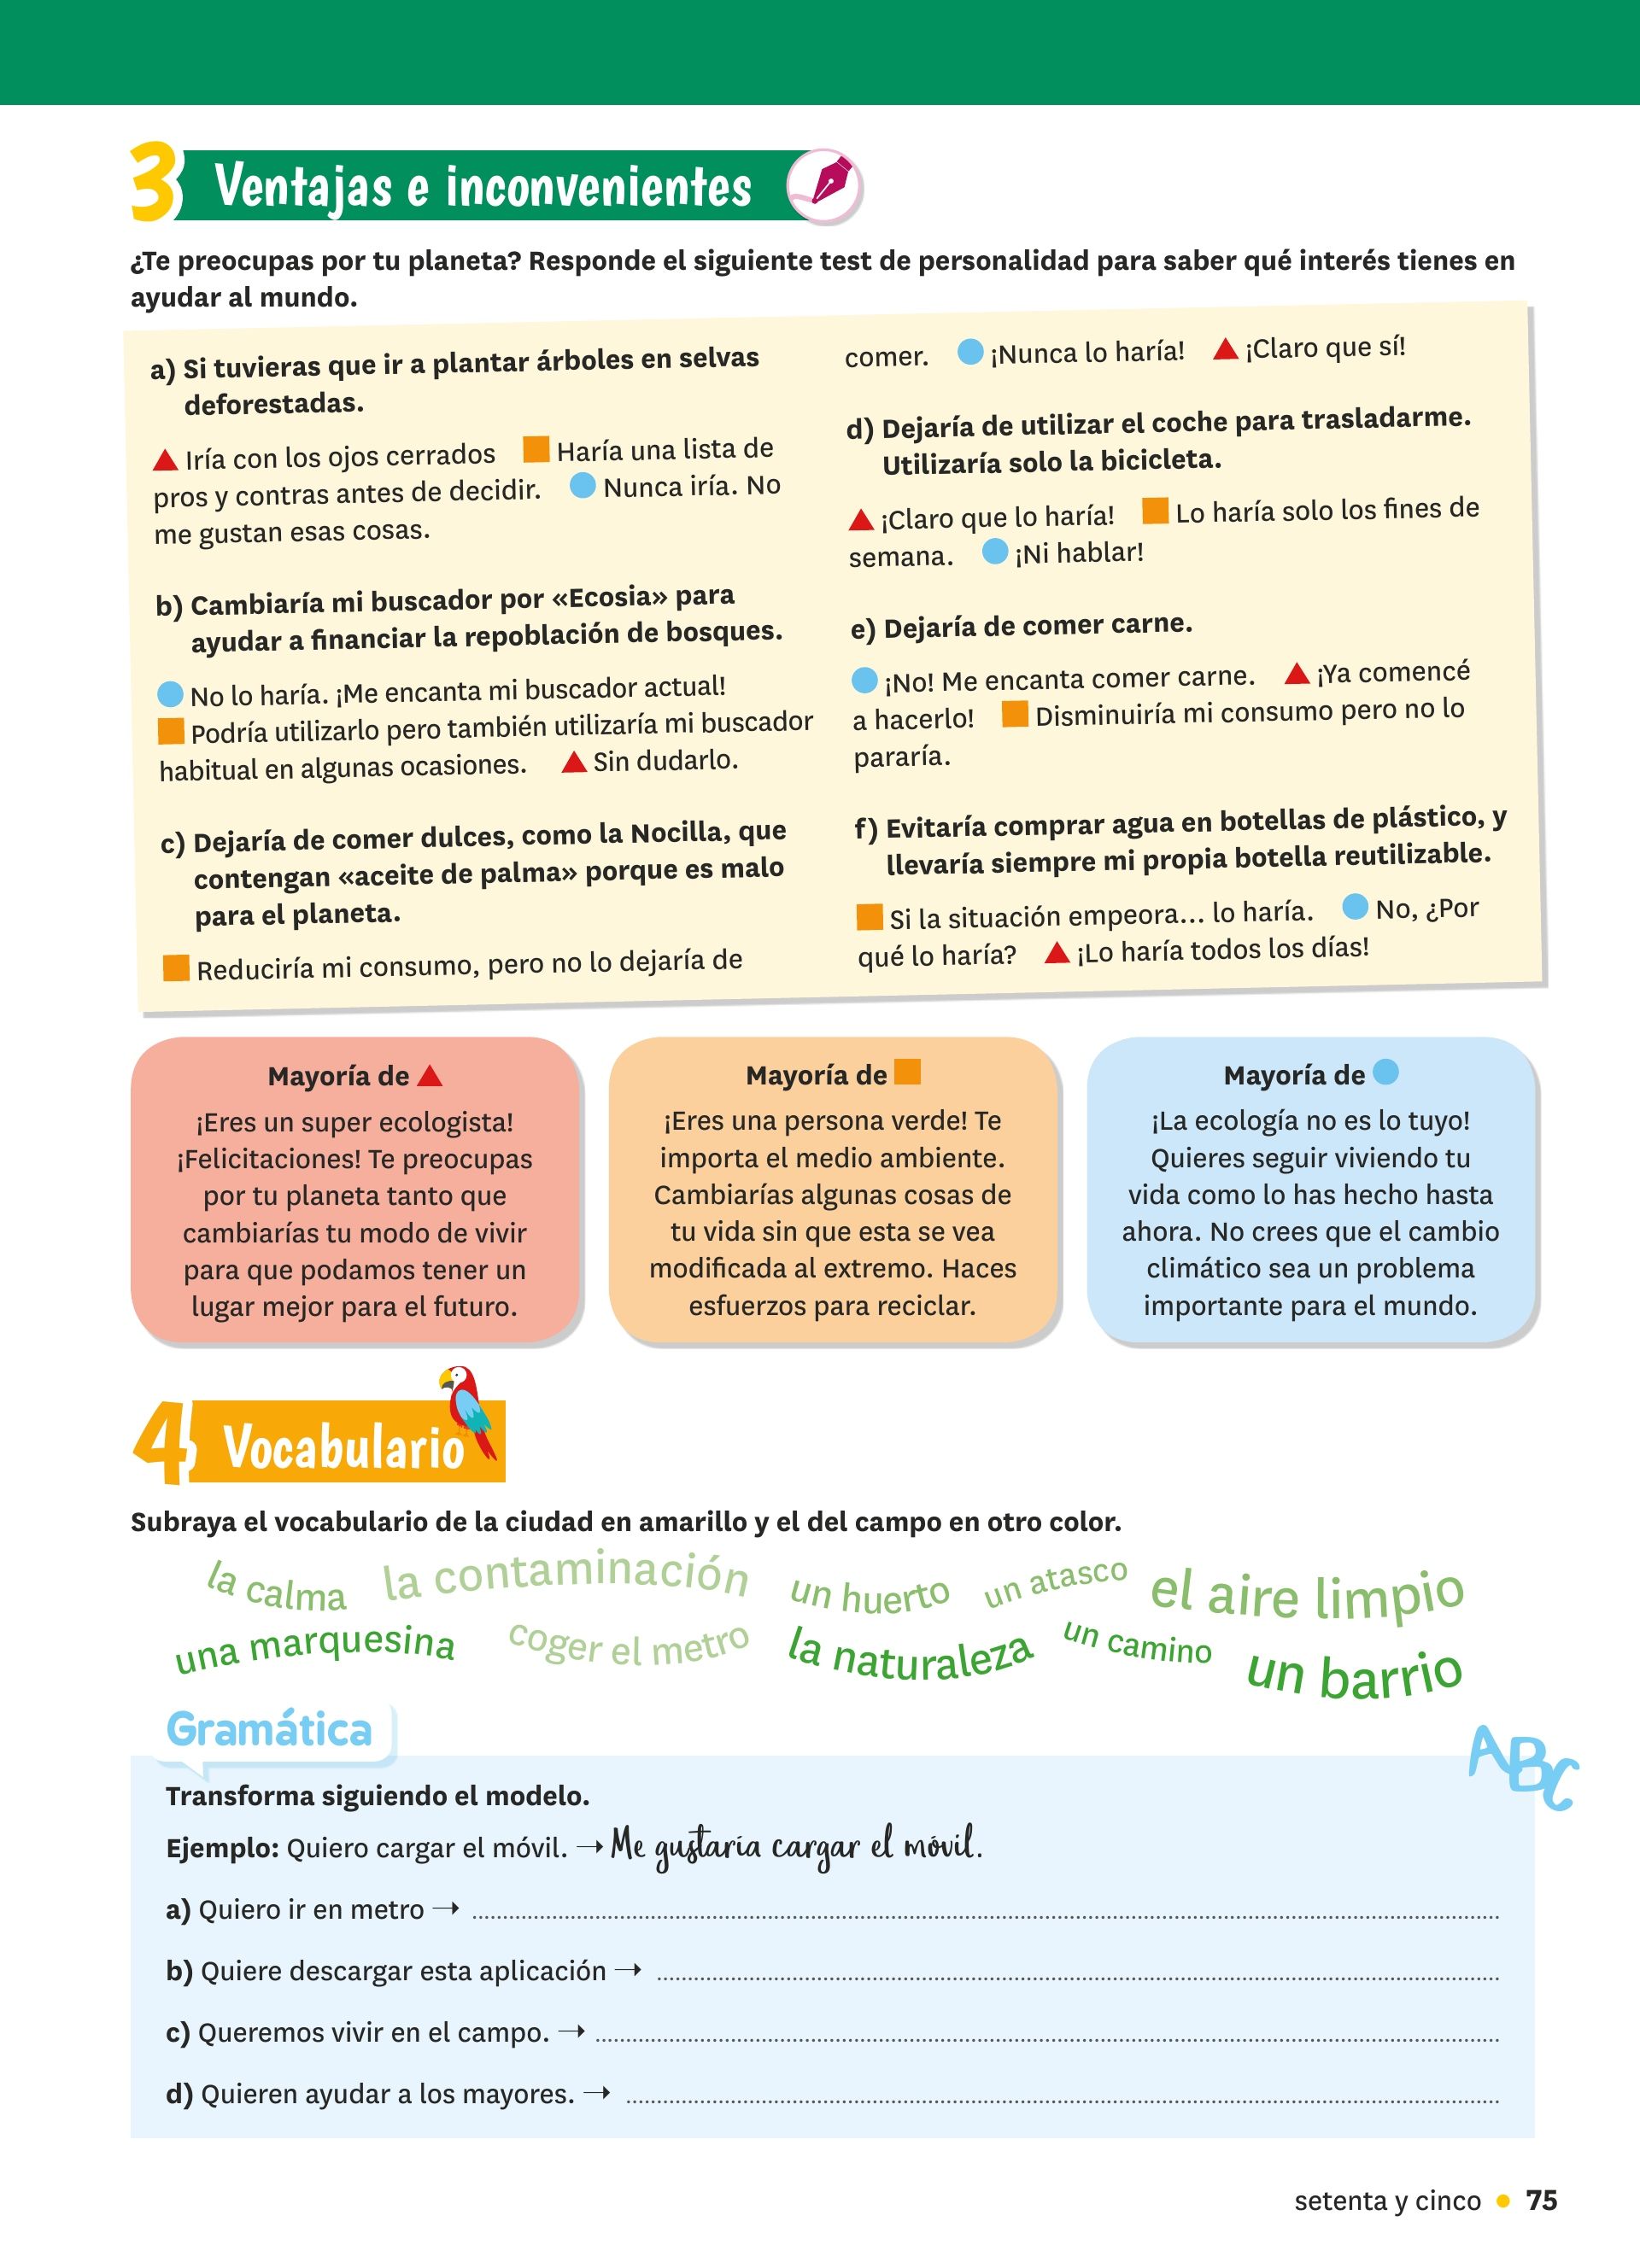 3 Ventajas e inconvenientes
¿Te preocupas por tu planeta? Responde el siguiente test de personalidad para saber qué interés tienes en
ayudar al mundo.
a) Si tuvieras que ir a plantar árboles en selvas
deforestadas.
Iría con los ojos cerrados Haría una lista de
pros y contras antes de decidir. Nunca iría. No
me gustan esas cosas.
b) Cambiaría mi buscador por «Ecosia» para
ayudar a financiar la repoblación de bosques.
No lo haría. ¡Me encanta mi buscador actual!
Podría utilizarlo pero también utilizaría mi buscador
habitual en algunas ocasiones. Sin dudarlo.
c) Dejaría de comer dulces, como la Nocilla, que
contengan «aceite de palma» porque es malo
para el planeta.
Reduciría mi consumo, pero no lo dejaría de
comer. ¡Nunca lo haría! ¡Claro que sí!
d) Dejaría de utilizar el coche para trasladarme.
Utilizaría solo la bicicleta.
¡Claro que lo haría! Lo haría solo los fines de
semana. ¡Ni hablar!
e) Dejaría de comer carne.
¡No! Me encanta comer carne. ¡Ya comencé
a hacerlo! Disminuiría mi consumo pero no lo
pararía.
f) Evitaría comprar agua en botellas de plástico, y
llevaría siempre mi propia botella reutilizable.
Si la situación empeora... lo haría. No, ¿Por
qué lo haría? ¡Lo haría todos los días!
Mayoría de
¡Eres un super ecologista!
¡Felicitaciones! Te preocupas
por tu planeta tanto que
cambiarías tu modo de vivir
para que podamos tener un
lugar mejor para el futuro.
Mayoría de
¡Eres una persona verde! Te
importa el medio ambiente.
Cambiarías algunas cosas de
tu vida sin que esta se vea
modificada al extremo. Haces
esfuerzos para reciclar.
Mayoría de
¡La ecología no es lo tuyo!
Quieres seguir viviendo tu
vida como lo has hecho hasta
ahora. No crees que el cambio
climático sea un problema
importante para el mundo.
4 Vocabulario
Subraya el vocabulario de la ciudad en amarillo y el del campo en otro color.
la calma la contaminación un huerto un atasco el aire limpio
una marquesina coger el metro la naturaleza un camino un barrio
Gramática
ABC
Transforma siguiendo el modelo.
Ejemplo: Quiero cargar el móvil. → Me gustaría cargar el móvil.
a) Quiero ir en metro →
b) Quiere descargar esta aplicación →
c) Queremos vivir en el campo. →
d) Quieren ayudar a los mayores. →
setenta y cinco • 75